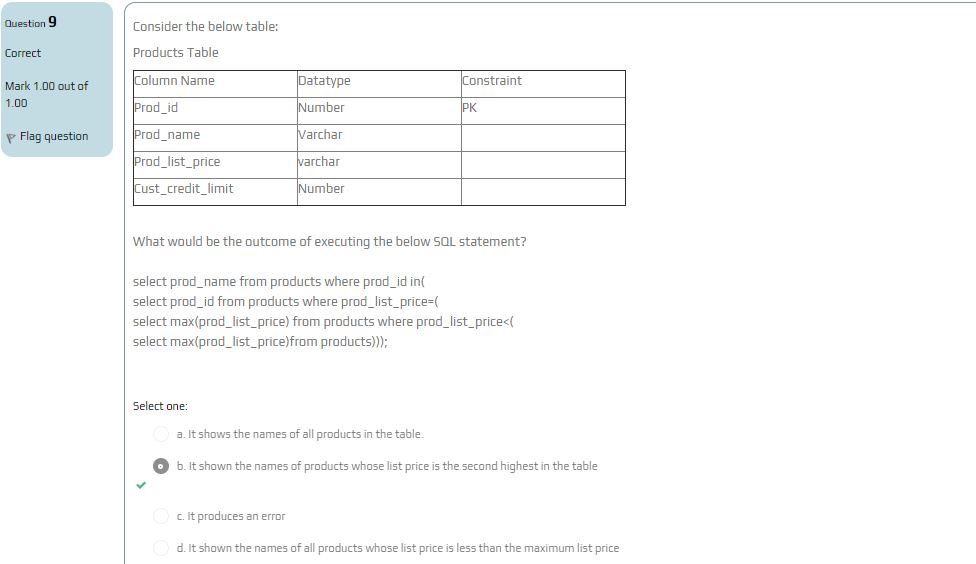 Question 9
Correct
Mark 1.00 out of
1.00
Flag question
Consider the below table:
Products Table
Column Name Datatype Constraint
Prod_id Number PK
Prod_name Varchar
Prod_list_price varchar
Cust_credit_limit Number
What would be the outcome of executing the below SQL statement?
select prod_name from products where prod_id in(
select prod_id from products where prod_list_price=(
select max(prod_list_price) from products where prod_list_price<(
select max(prod_list_price)from products)));
Select one:
a. It shows the names of all products in the table.
b. It shown the names of products whose list price is the second highest in the table
c. It produces an error
d. It shown the names of all products whose list price is less than the maximum list price